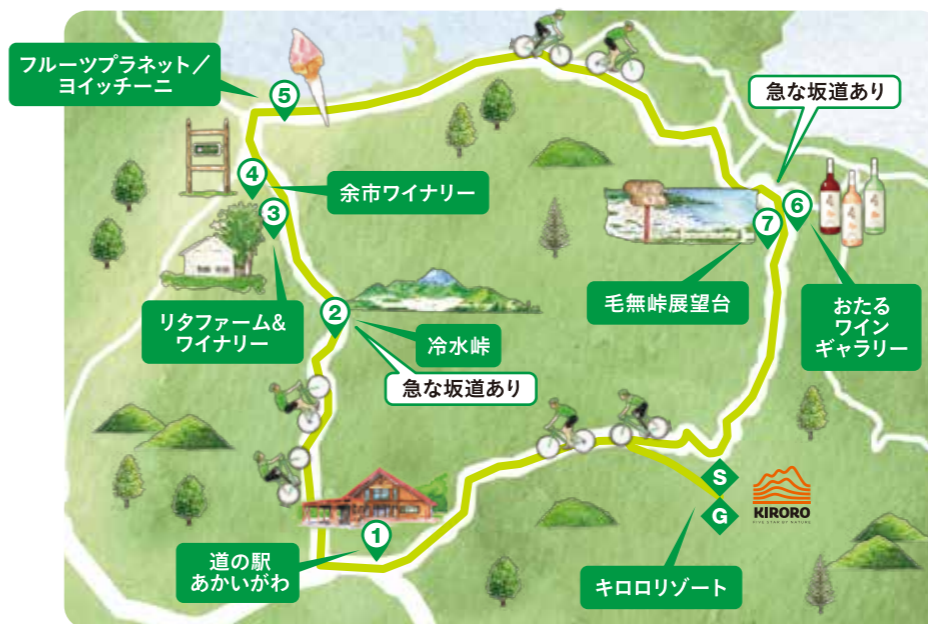 フルーツプラネット／
ヨイッチーニ
⑤
急な坂道あり
④
余市ワイナリー
③
⑥
⑦
リタファーム&
ワイナリー
②
冷水峠
急な坂道あり
毛無峠展望台
おたる
ワイン
ギャラリー
S
G
KIRORO
①
道の駅
あかいがわ
キロロリゾート